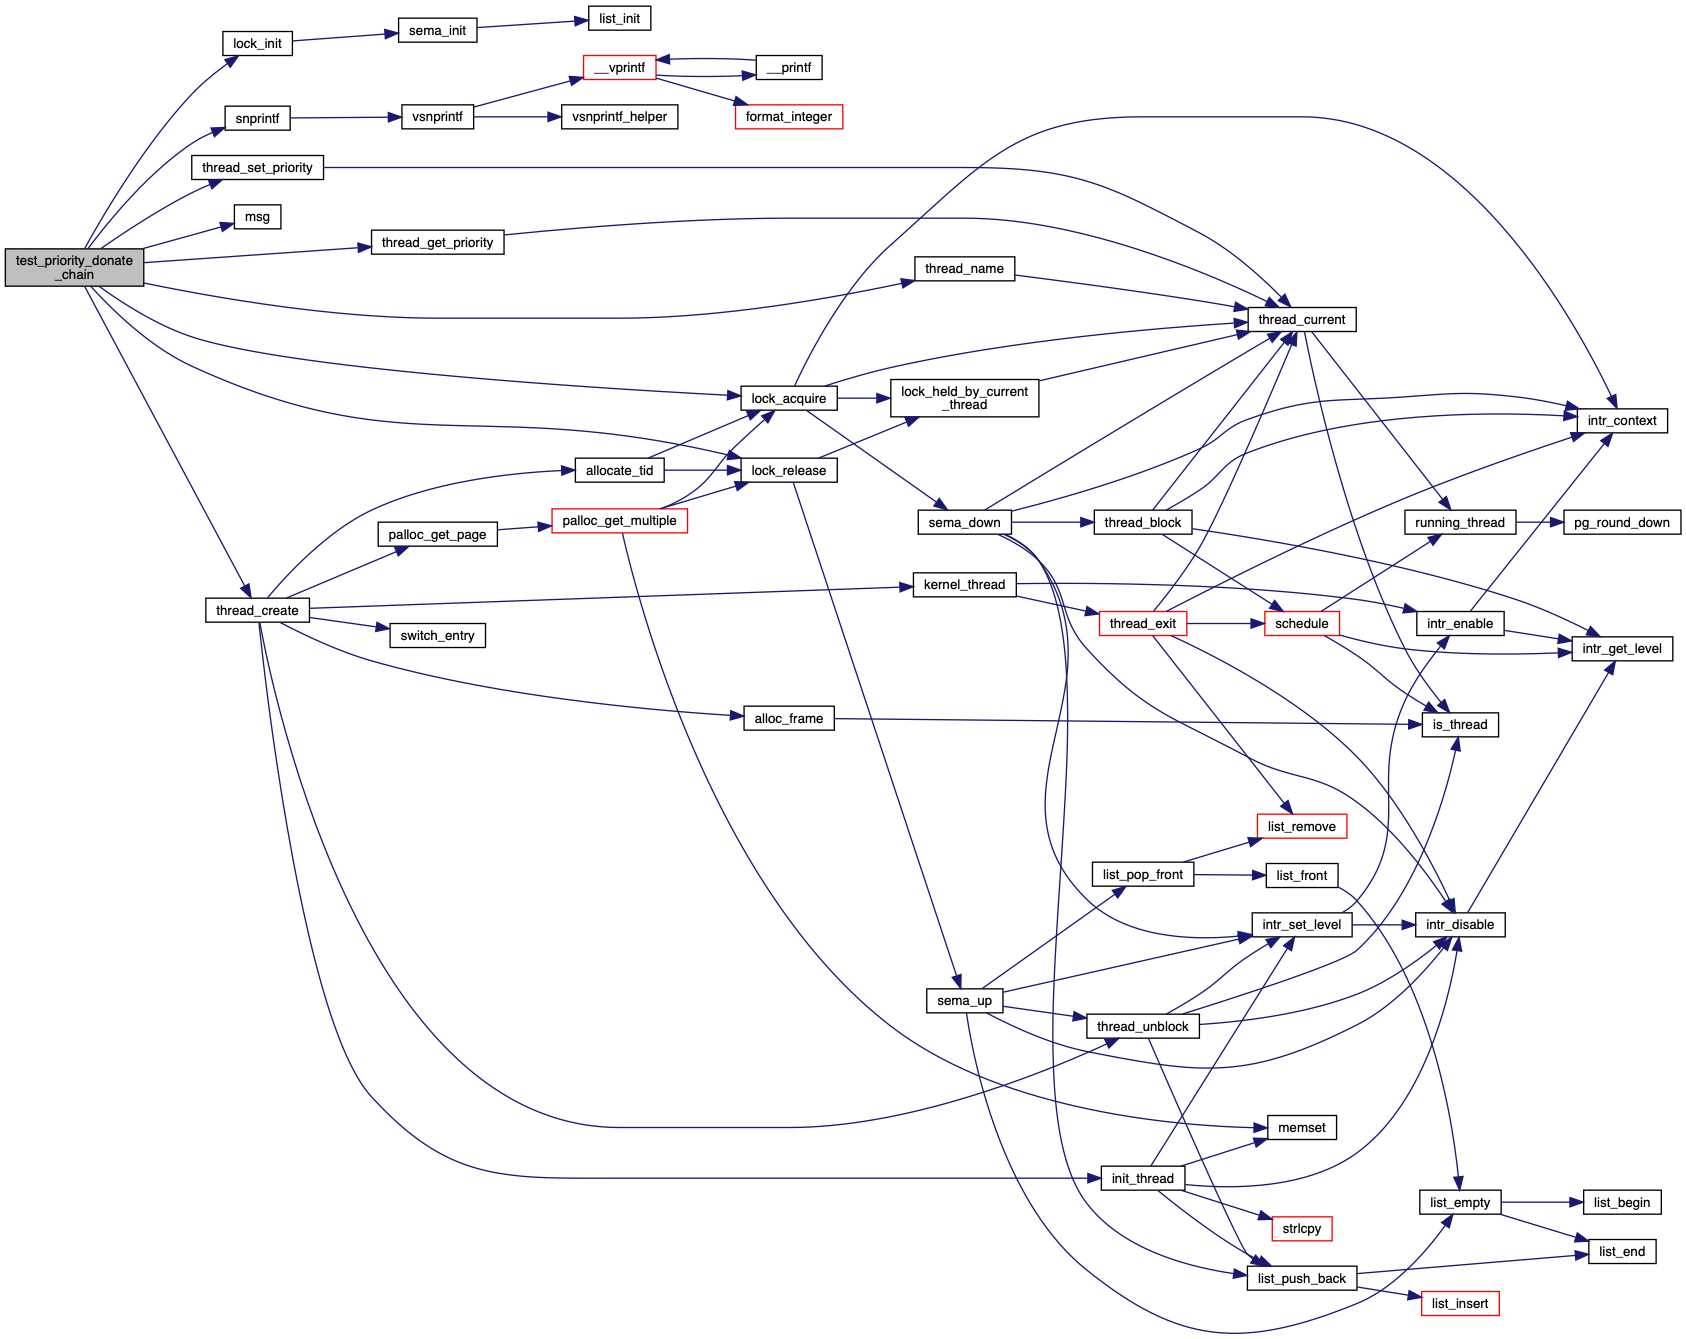 list_init
sema_init
lock_init
__vprintf
__printf
snprintf
vsnprintf
vsnprintf_helper
format_integer
thread_set_priority
msg
thread_get_priority
test_priority_donate
_chain
thread_name
thread_current
lock_acquire
lock_held_by_current
_thread
intr_context
allocate_tid
lock_release
palloc_get_multiple
palloc_get_page
sema_down
thread_block
running_thread
pg_round_down
kernel_thread
thread_create
switch_entry
thread_exit
schedule
intr_enable
intr_get_level
alloc_frame
is_thread
list_remove
list_pop_front
list_front
intr_set_level
intr_disable
sema_up
thread_unblock
memset
init_thread
strlcpy
list_empty
list_begin
list_end
list_push_back
list_insert